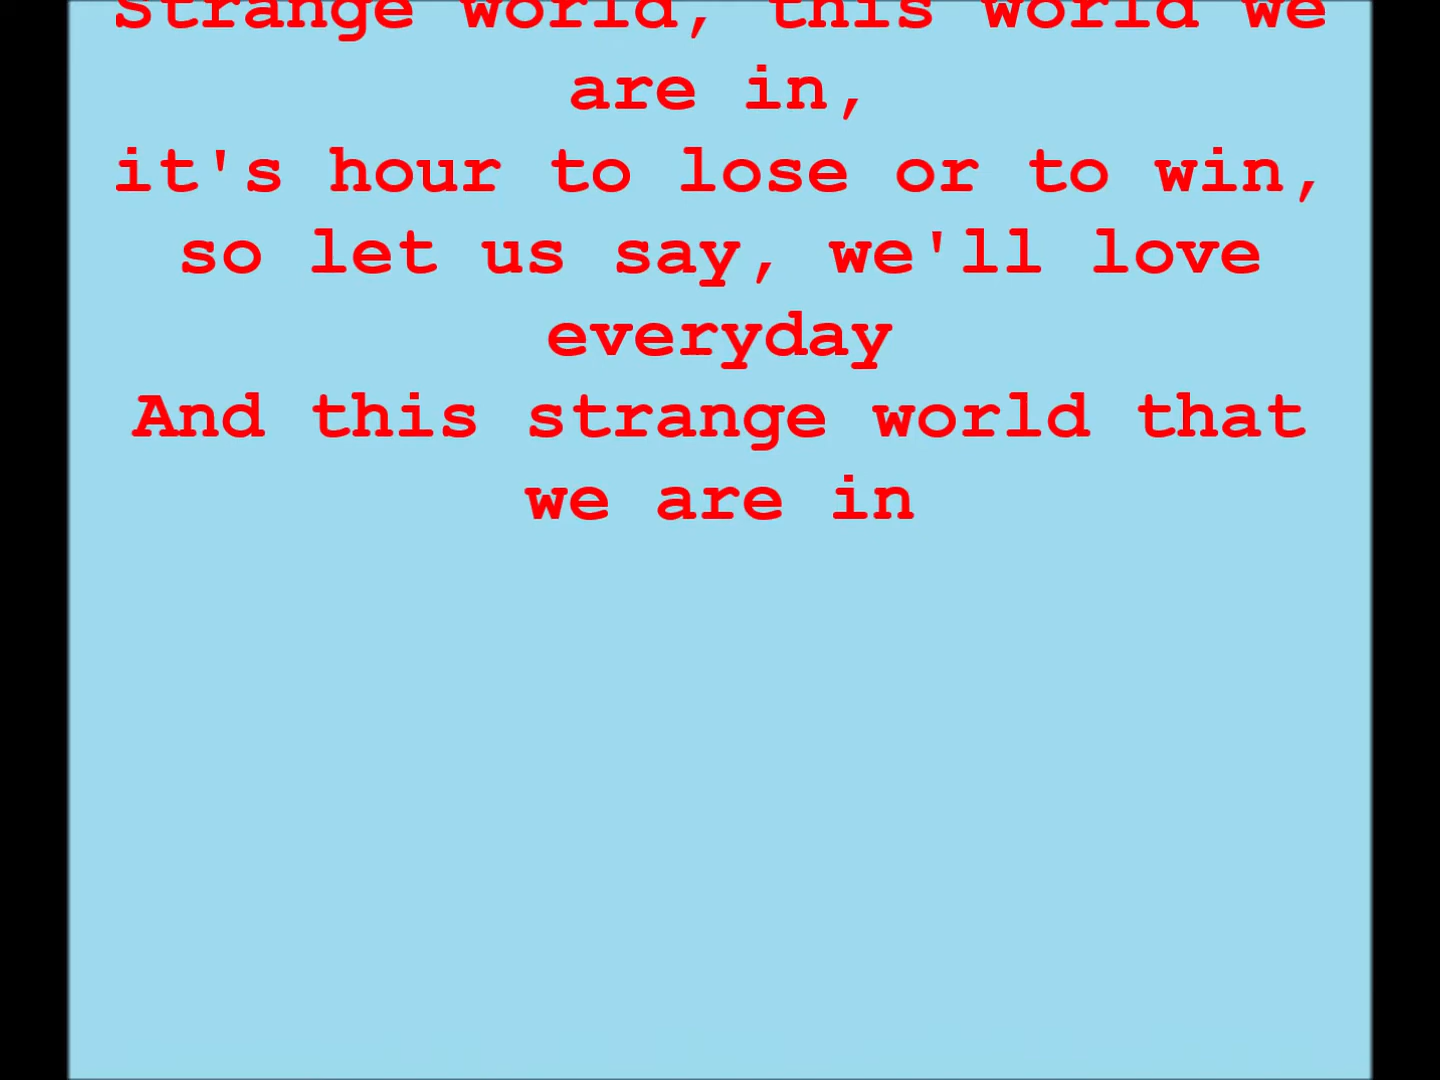 Strange world, this world we
are in,
it's hour to lose or to win,
so let us say, we'll love
everyday
And this strange world that
we are in